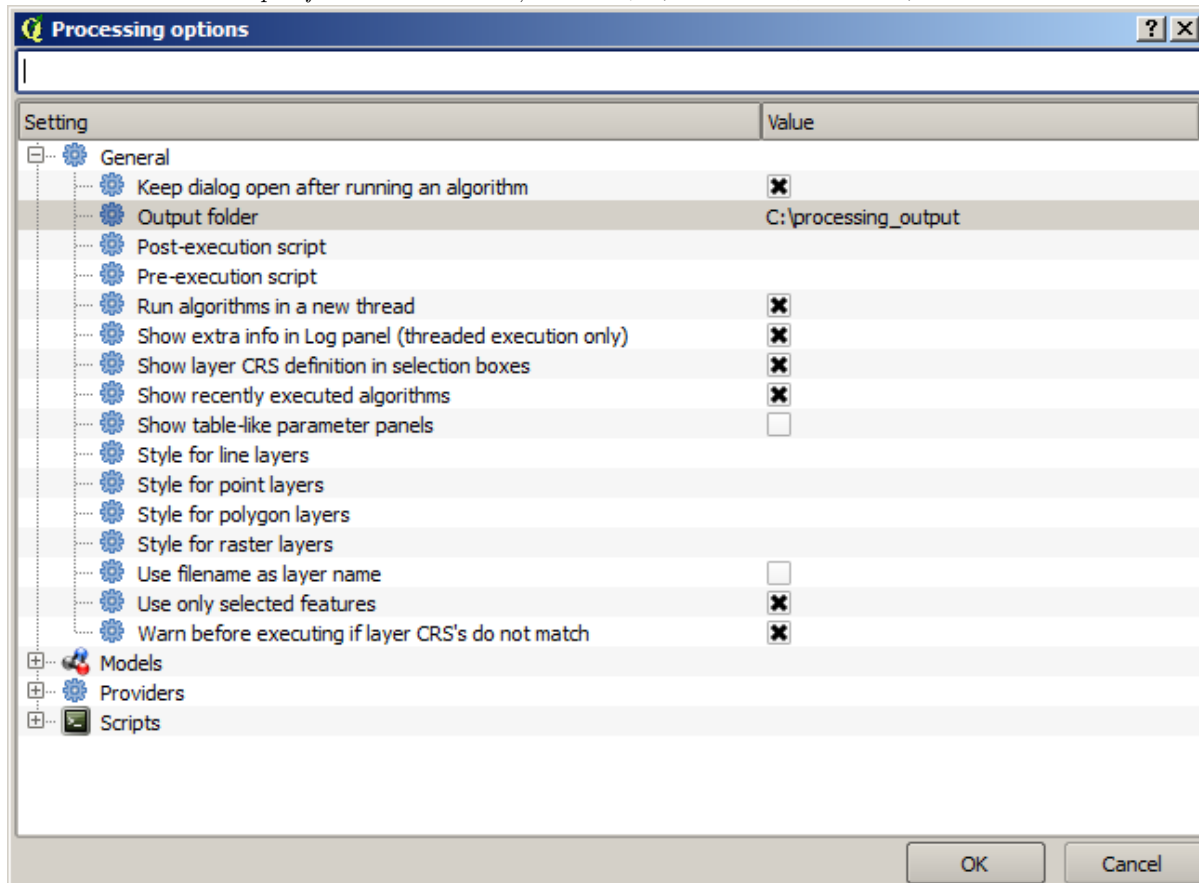 Processing options
Setting Value
General
Keep dialog open after running an algorithm
Output folder C:\processing_output
Post-execution script
Pre-execution script
Run algorithms in a new thread
Show extra info in Log panel (threaded execution only)
Show layer CRS definition in selection boxes
Show recently executed algorithms
Show table-like parameter panels
Style for line layers
Style for point layers
Style for polygon layers
Style for raster layers
Use filename as layer name
Use only selected features
Warn before executing if layer CRS's do not match
Models
Providers
Scripts
OK Cancel